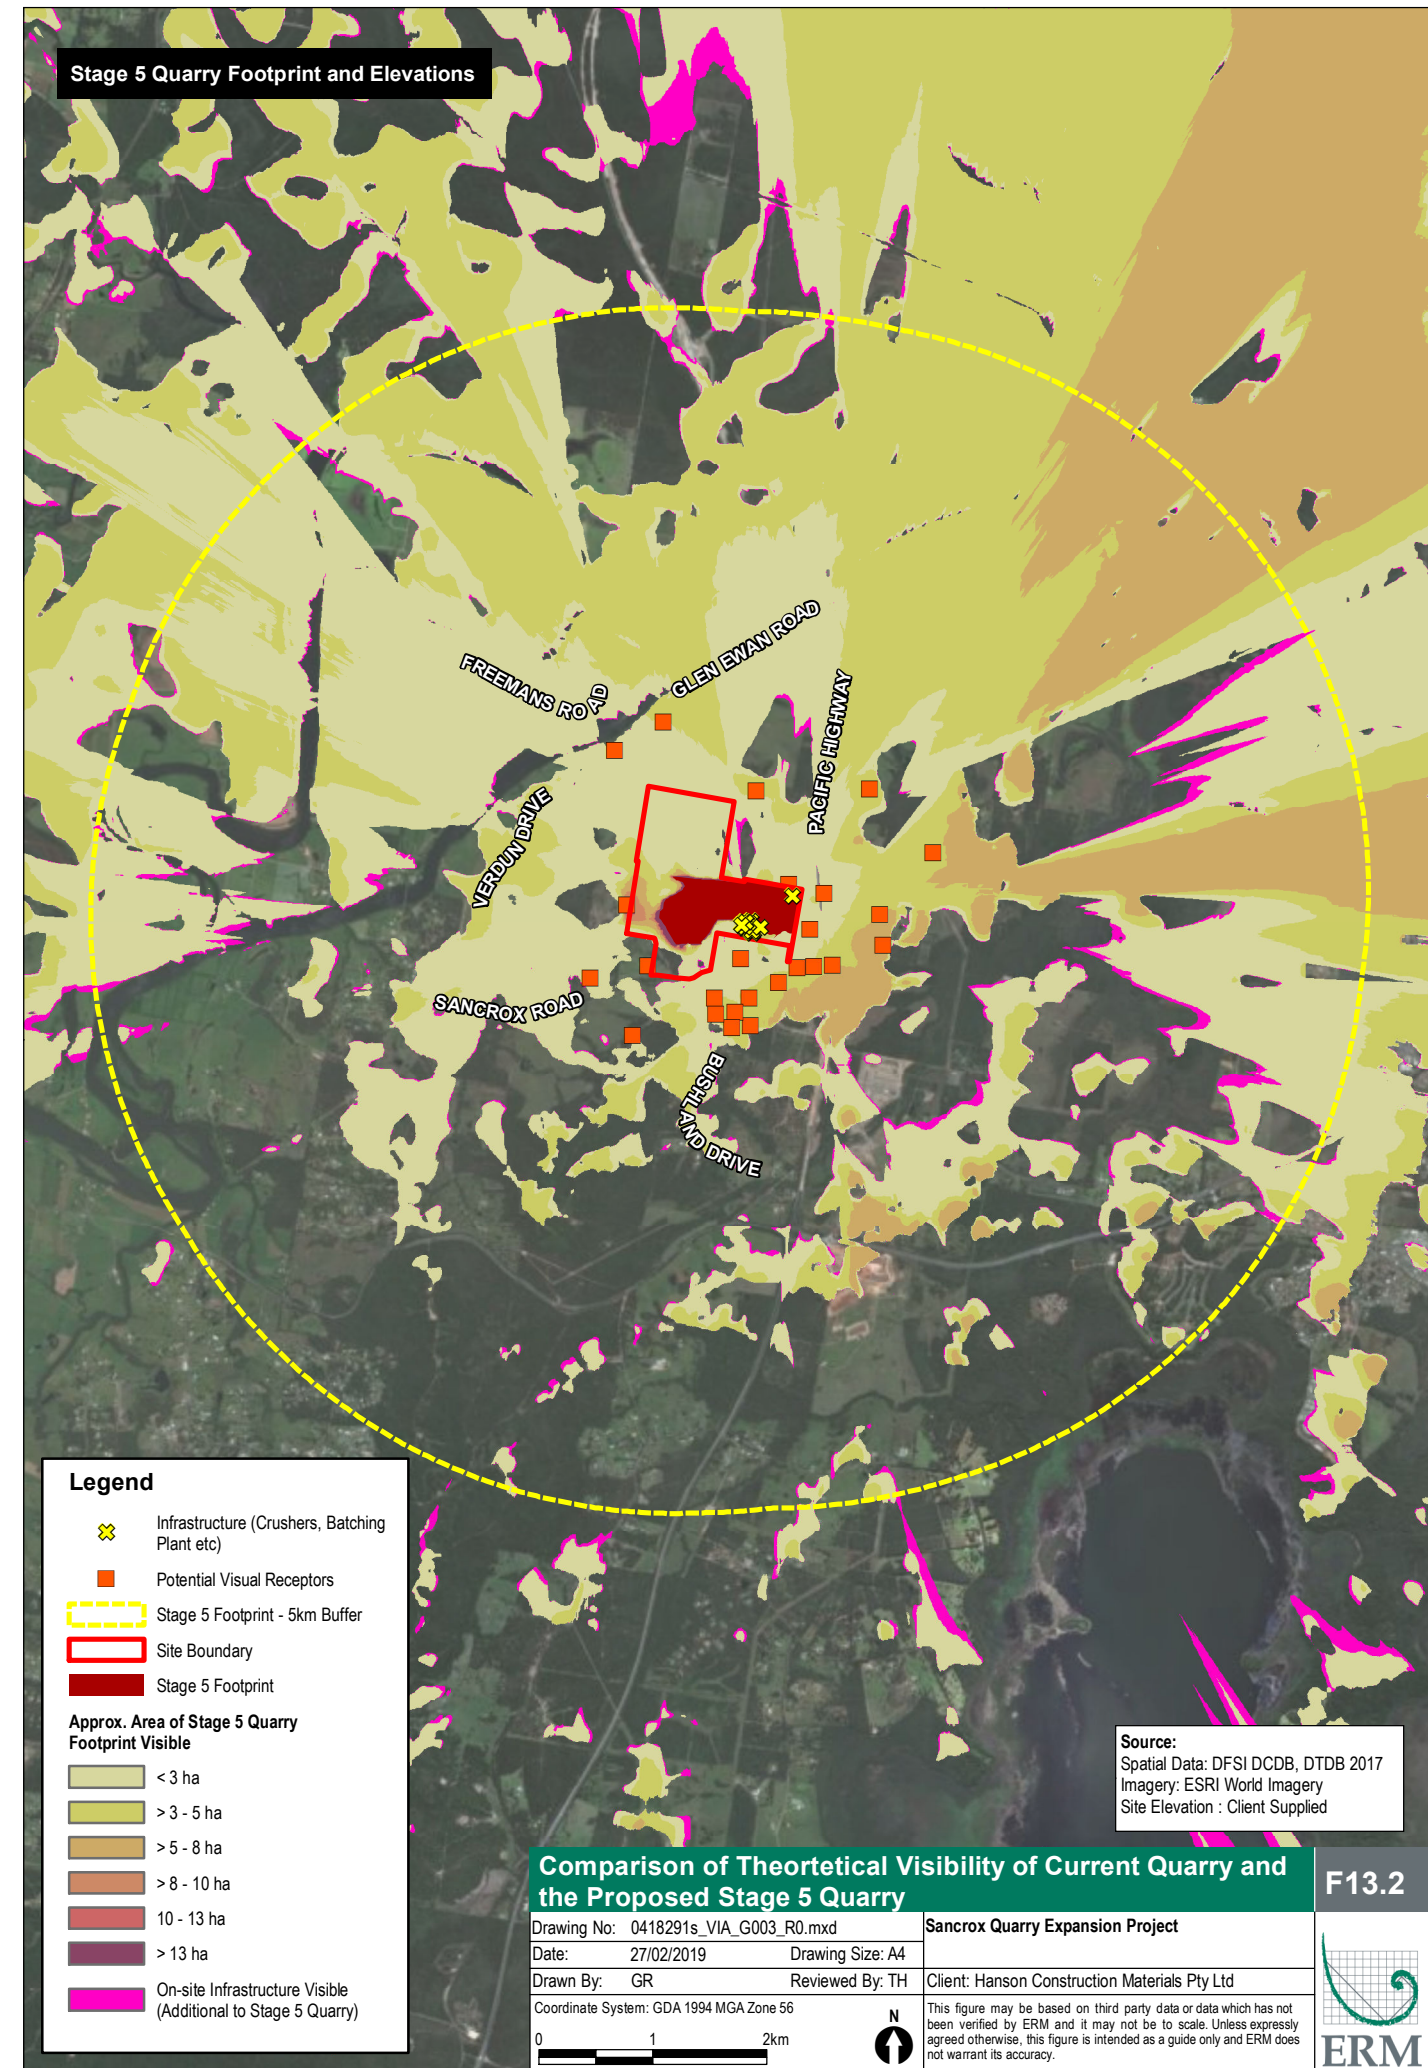 Stage 5 Quarry Footprint and Elevations
FREEMANS ROAD
GLEN EWAN ROAD
PACIFIC HIGHWAY
VERDUN DRIVE
SANCROX ROAD
BUSHLAND DRIVE
Legend
Infrastructure (Crushers, Batching
Plant etc)
Potential Visual Receptors
Stage 5 Footprint - 5km Buffer
Site Boundary
Stage 5 Footprint
Approx. Area of Stage 5 Quarry
Footprint Visible
< 3 ha
> 3 - 5 ha
> 5 - 8 ha
> 8 - 10 ha
10 - 13 ha
> 13 ha
On-site Infrastructure Visible
(Additional to Stage 5 Quarry)
Source:
Spatial Data: DFSI DCDB, DTDB 2017
Imagery: ESRI World Imagery
Site Elevation : Client Supplied
Comparison of Theortetical Visibility of Current Quarry and
the Proposed Stage 5 Quarry
F13.2
Drawing No: 0418291s_VIA_G003_R0.mxd
Date: 27/02/2019 Drawing Size: A4
Drawn By: GR Reviewed By: TH
Coordinate System: GDA 1994 MGA Zone 56
0 1 2km
N
Sancrox Quarry Expansion Project
Client: Hanson Construction Materials Pty Ltd
This figure may be based on third party data or data which has not
been verified by ERM and it may not be to scale. Unless expressly
agreed otherwise, this figure is intended as a guide only and ERM does
not warrant its accuracy.
ERM